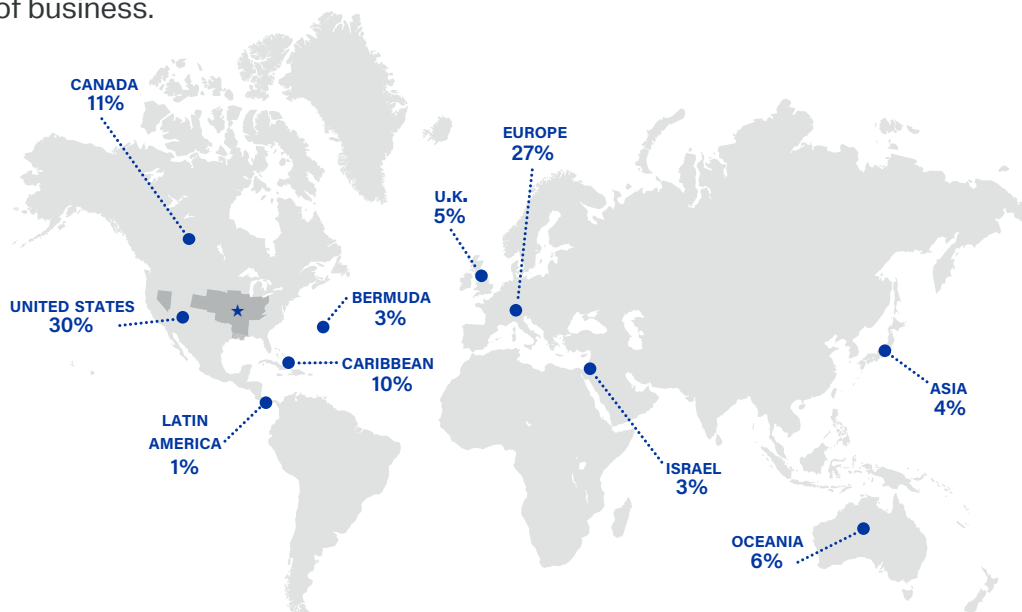 of business.
CANADA
11%
EUROPE
27%
U.K.
5%
UNITED STATES
30%
BERMUDA
3%
CARIBBEAN
10%
LATIN
AMERICA
1%
ASIA
4%
ISRAEL
3%
OCEANIA
6%